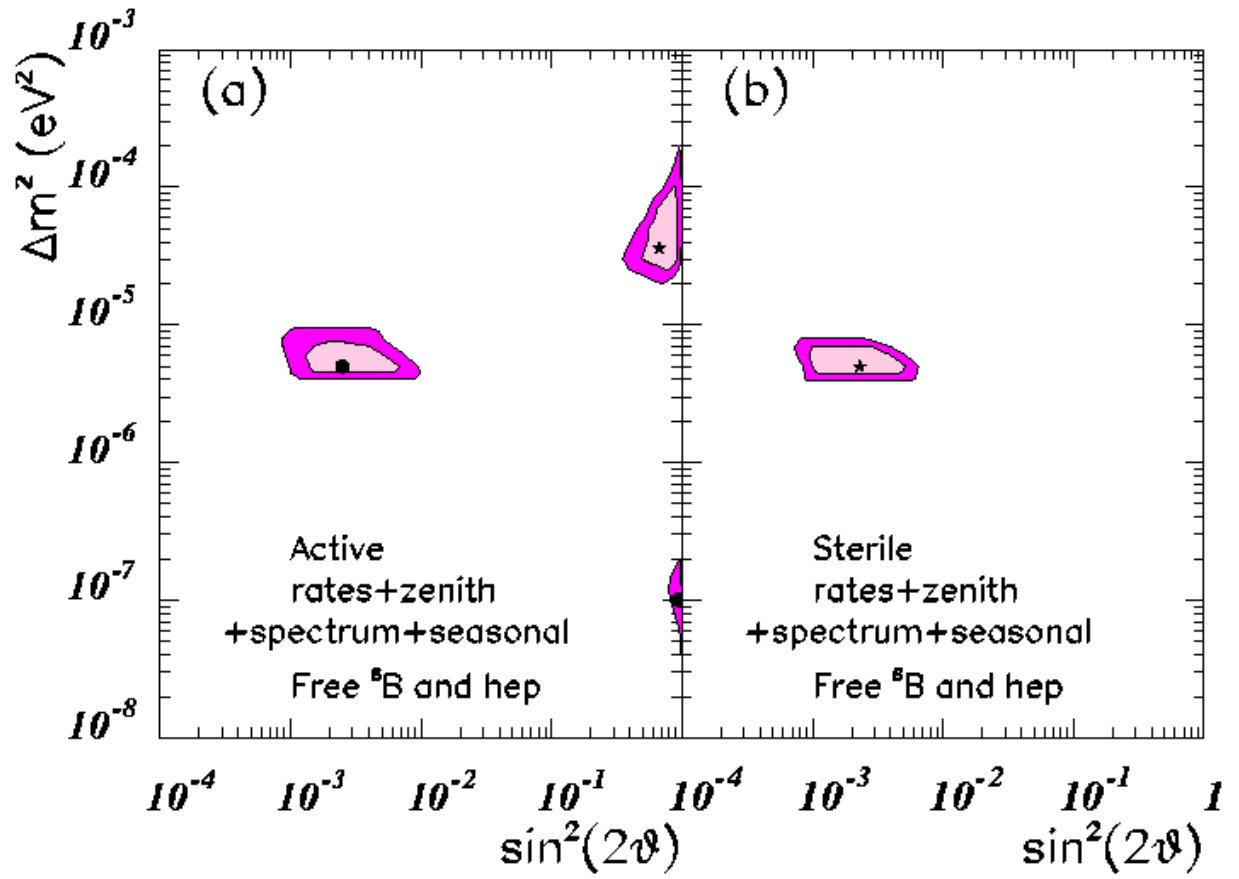 10⁻³
(a)
(b)
Δm² (eV²)
10⁻⁴
10⁻⁵
10⁻⁶
10⁻⁷
10⁻⁸
Active
rates+zenith
+spectrum+seasonal
Free ⁸B and hep
Sterile
rates+zenith
+spectrum+seasonal
Free ⁸B and hep
10⁻⁴ 10⁻³ 10⁻² 10⁻¹ 10⁻⁴ 10⁻³ 10⁻² 10⁻¹ 1
sin²(2ϑ)
sin²(2ϑ)